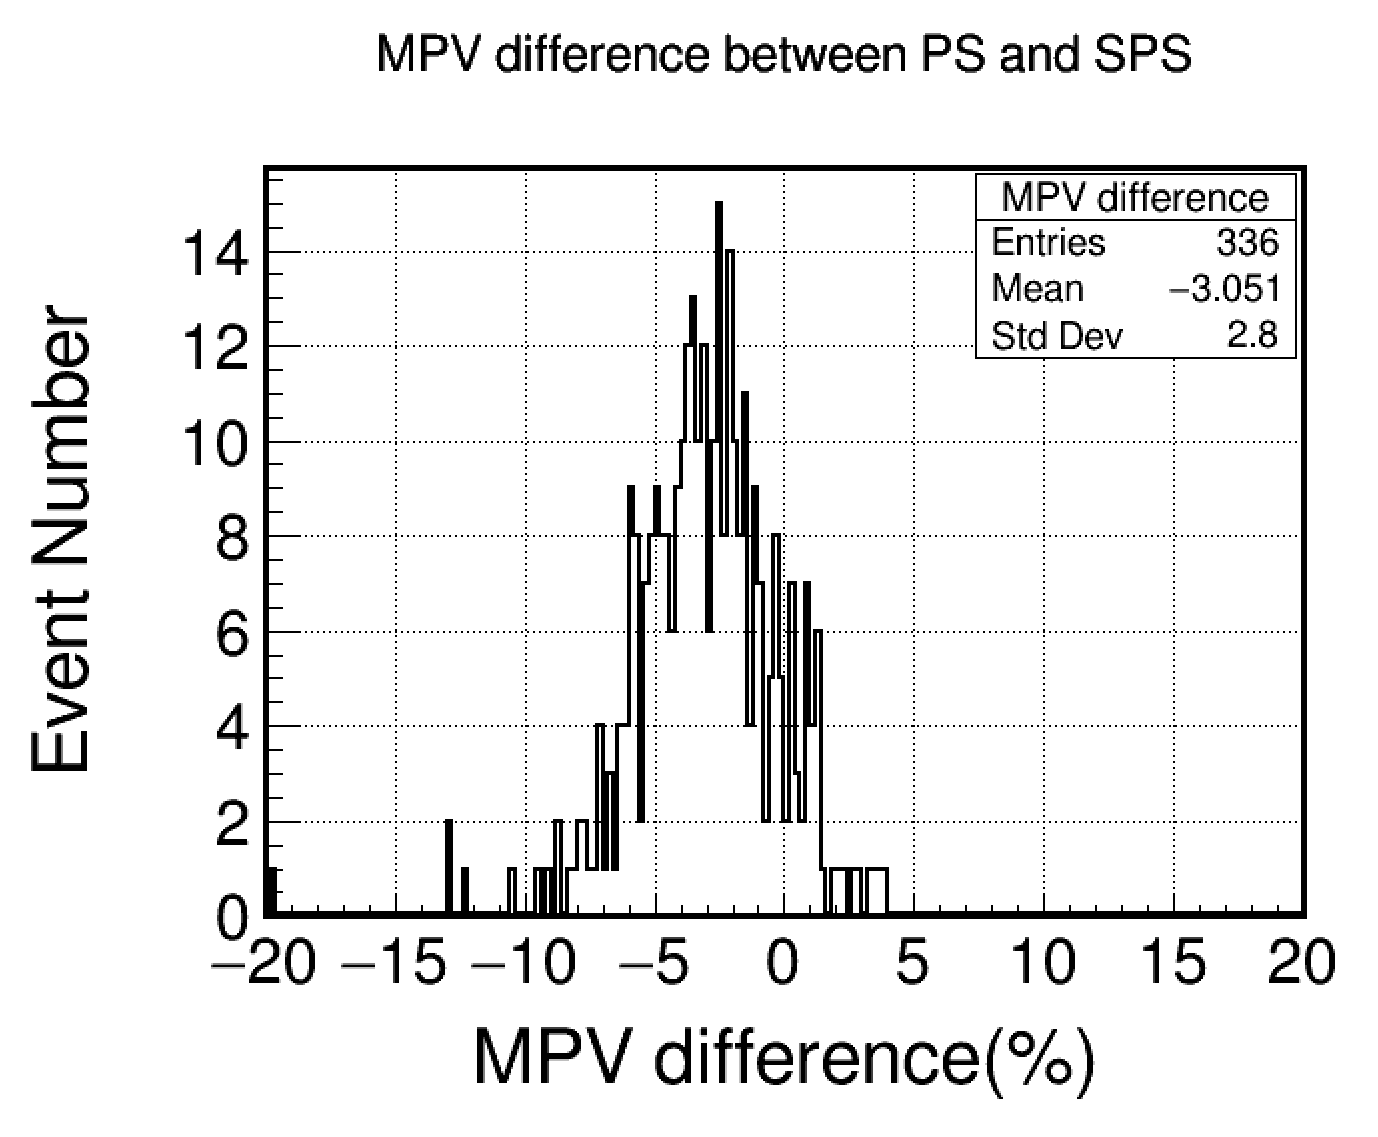 MPV difference between PS and SPS
MPV difference
Entries 336
Mean −3.051
Std Dev 2.8
Event Number
14
12
10
8
6
4
2
0
−20 −15 −10 −5 0 5 10 15 20
MPV difference(%)